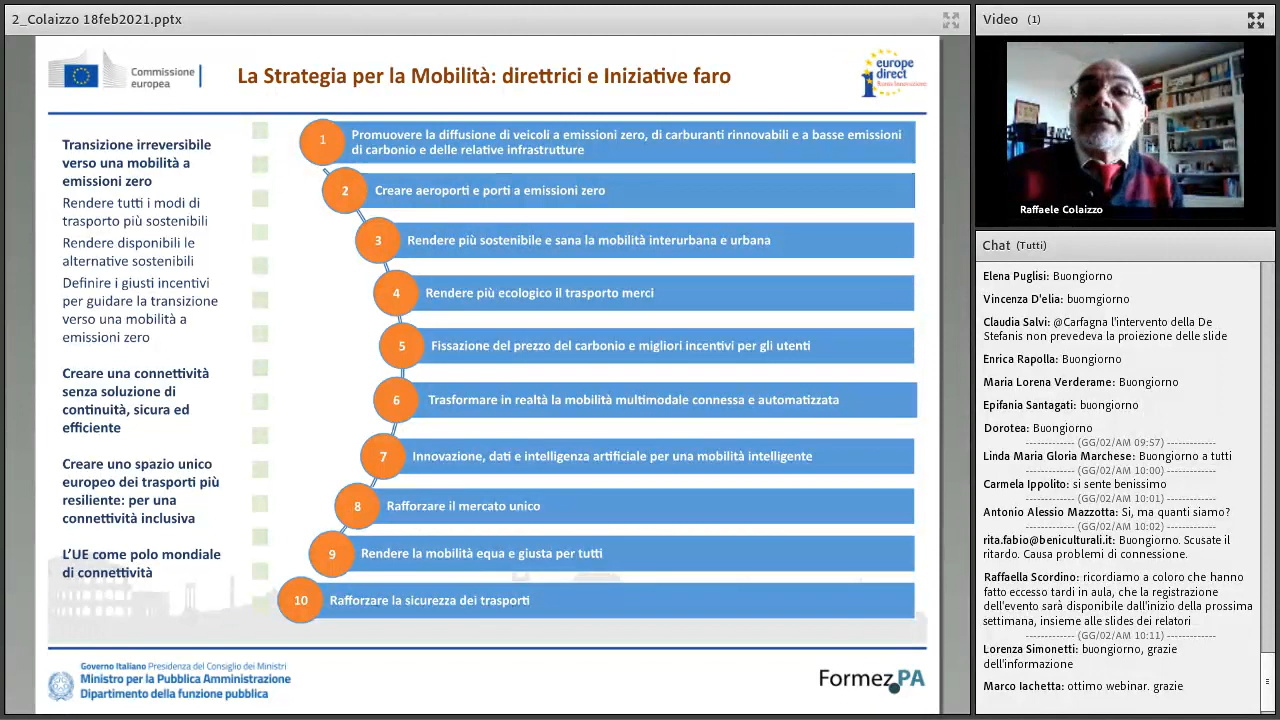 2_Colaizzo 18feb2021.pptx
Commissione
europea
La Strategia per la Mobilità: direttrici e Iniziative faro
europe
direct
Roma Innovazione
Transizione irreversibile
verso una mobilità a
emissioni zero
Rendere tutti i modi di
trasporto più sostenibili
Rendere disponibili le
alternative sostenibili
Definire i giusti incentivi
per guidare la transizione
verso una mobilità a
emissioni zero
Creare una connettività
senza soluzione di
continuità, sicura ed
efficiente
Creare uno spazio unico
europeo dei trasporti più
resiliente: per una
connettività inclusiva
L'UE come polo mondiale
di connettività
1
Promuovere la diffusione di veicoli a emissioni zero, di carburanti rinnovabili e a basse emissioni
di carbonio e delle relative infrastrutture
2
Creare aeroporti e porti a emissioni zero
3
Rendere più sostenibile e sana la mobilità interurbana e urbana
4
Rendere più ecologico il trasporto merci
5
Fissazione del prezzo del carbonio e migliori incentivi per gli utenti
6
Trasformare in realtà la mobilità multimodale connessa e automatizzata
7
Innovazione, dati e intelligenza artificiale per una mobilità intelligente
8
Rafforzare il mercato unico
9
Rendere la mobilità equa e giusta per tutti
10
Rafforzare la sicurezza dei trasporti
Governo Italiano Presidenza del Consiglio dei Ministri
Ministro per la Pubblica Amministrazione
Dipartimento della funzione pubblica
Formez PA
Video (1)
Raffaele Colaizzo
Chat (Tutti)
Elena Puglisi: Buongiorno
Vincenza D'elia: buomgiorno
Claudia Salvi: @Carfagna l'intervento della De
Stefanis non prevedeva la proiezione delle slide
Enrica Rapolla: Buongiorno
Maria Lorena Verderame: Buongiorno
Epifania Santagati: buongiorno
Dorotea: Buongiorno
------------ (GG/02/AM 09:57) ------------
Linda Maria Gloria Marchese: Buongiorno a tutti
------------ (GG/02/AM 10:00) ------------
Carmela Ippolito: si sente benissimo
------------ (GG/02/AM 10:01) ------------
Antonio Alessio Mazzotta: Si, ma quanti siamo?
------------ (GG/02/AM 10:02) ------------
rita.fabio@beniculturali.it: Buongiorno. Scusate il
ritardo. Causa problemi di connessione.
Raffaella Scordino: ricordiamo a coloro che hanno
fatto eccesso tardi in aula, che la registrazione
dell'evento sarà disponibile dall'inizio della prossima
settimana, insieme alle slides dei relatori
------------ (GG/02/AM 10:11) ------------
Lorenza Simonetti: buongiorno, grazie
dell'informazione
Marco Iachetta: ottimo webinar. grazie